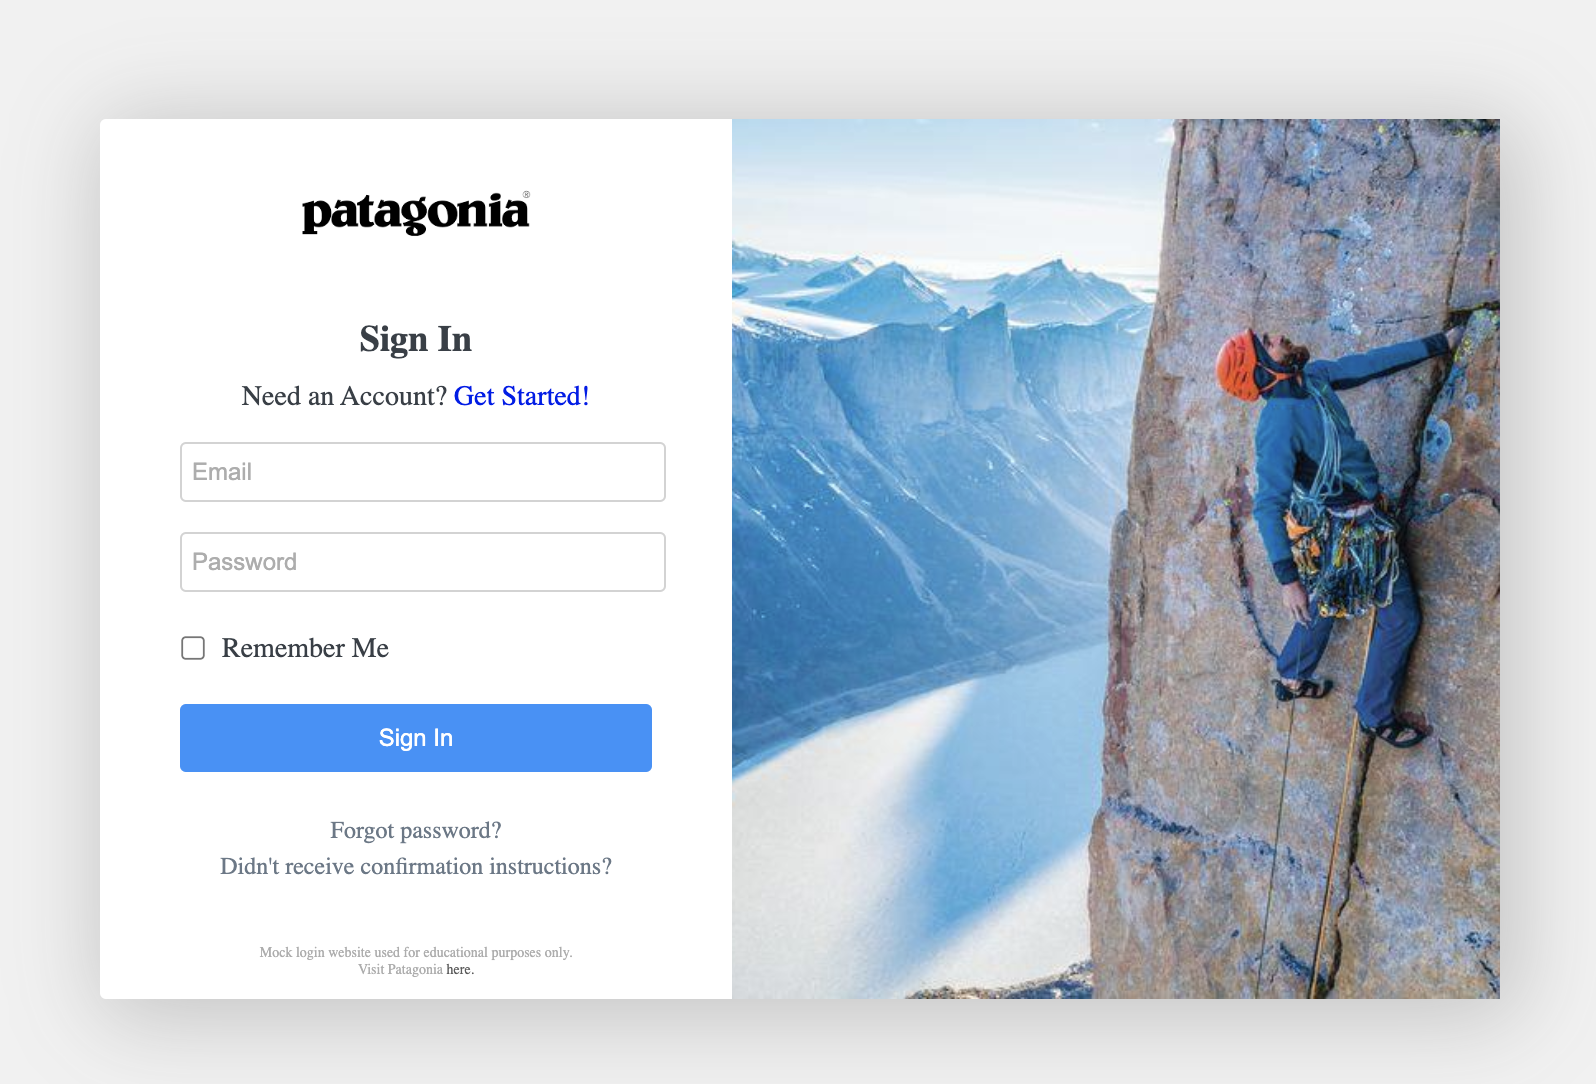 patagonia®
Sign In
Need an Account? Get Started!
Email
Password
Remember Me
Sign In
Forgot password?
Didn't receive confirmation instructions?
Mock login website used for educational purposes only.
Visit Patagonia here.